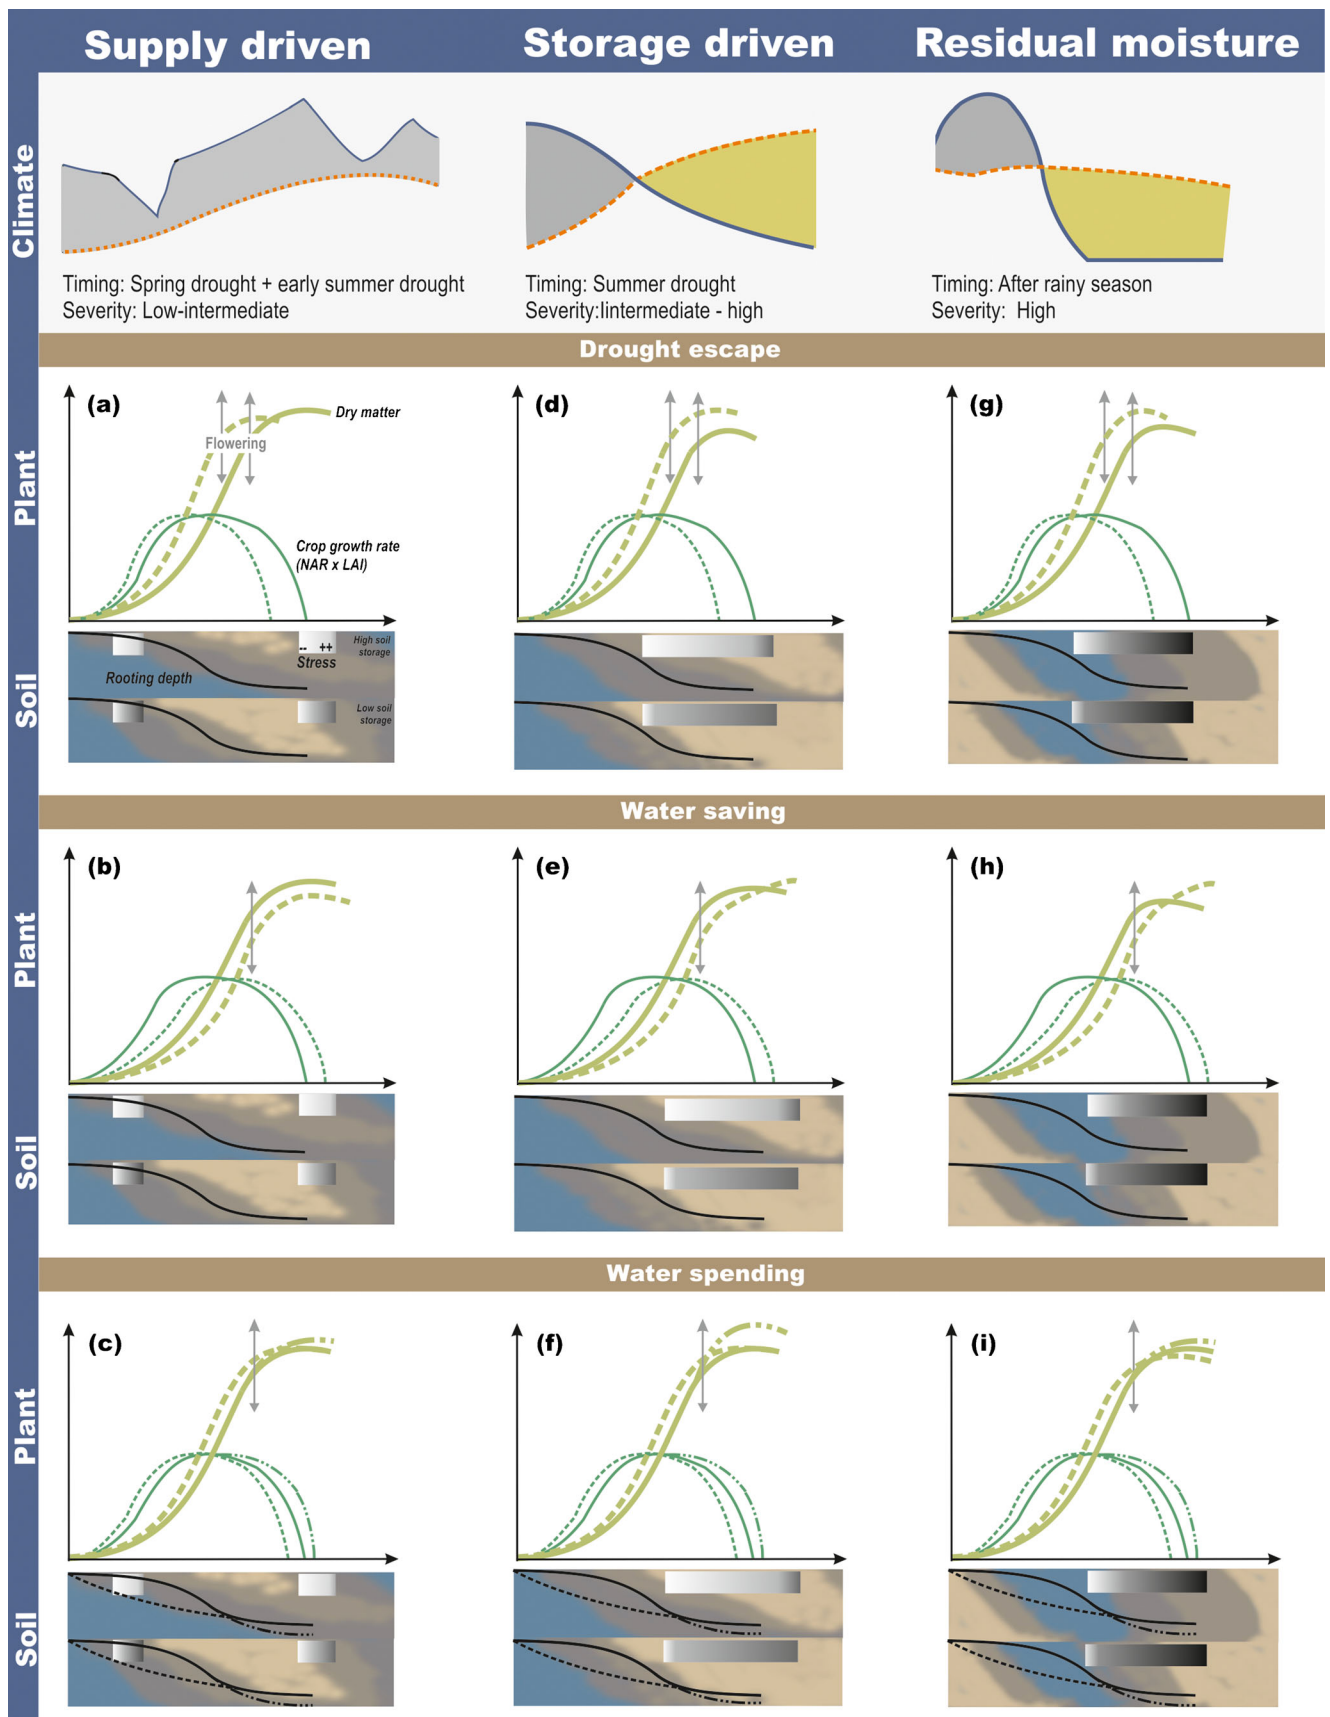 Supply driven
Storage driven
Residual moisture
Climate
Timing: Spring drought + early summer drought
Severity: Low-intermediate
Timing: Summer drought
Severity:Iintermediate - high
Timing: After rainy season
Severity: High
Drought escape
Plant
(a)
Flowering
Dry matter
Crop growth rate
(NAR x LAI)
(d)
(g)
Soil
-- ++
Stress
High soil
storage
Rooting depth
Low soil
storage
Water saving
Plant
(b)
(e)
(h)
Soil
Water spending
Plant
(c)
(f)
(i)
Soil